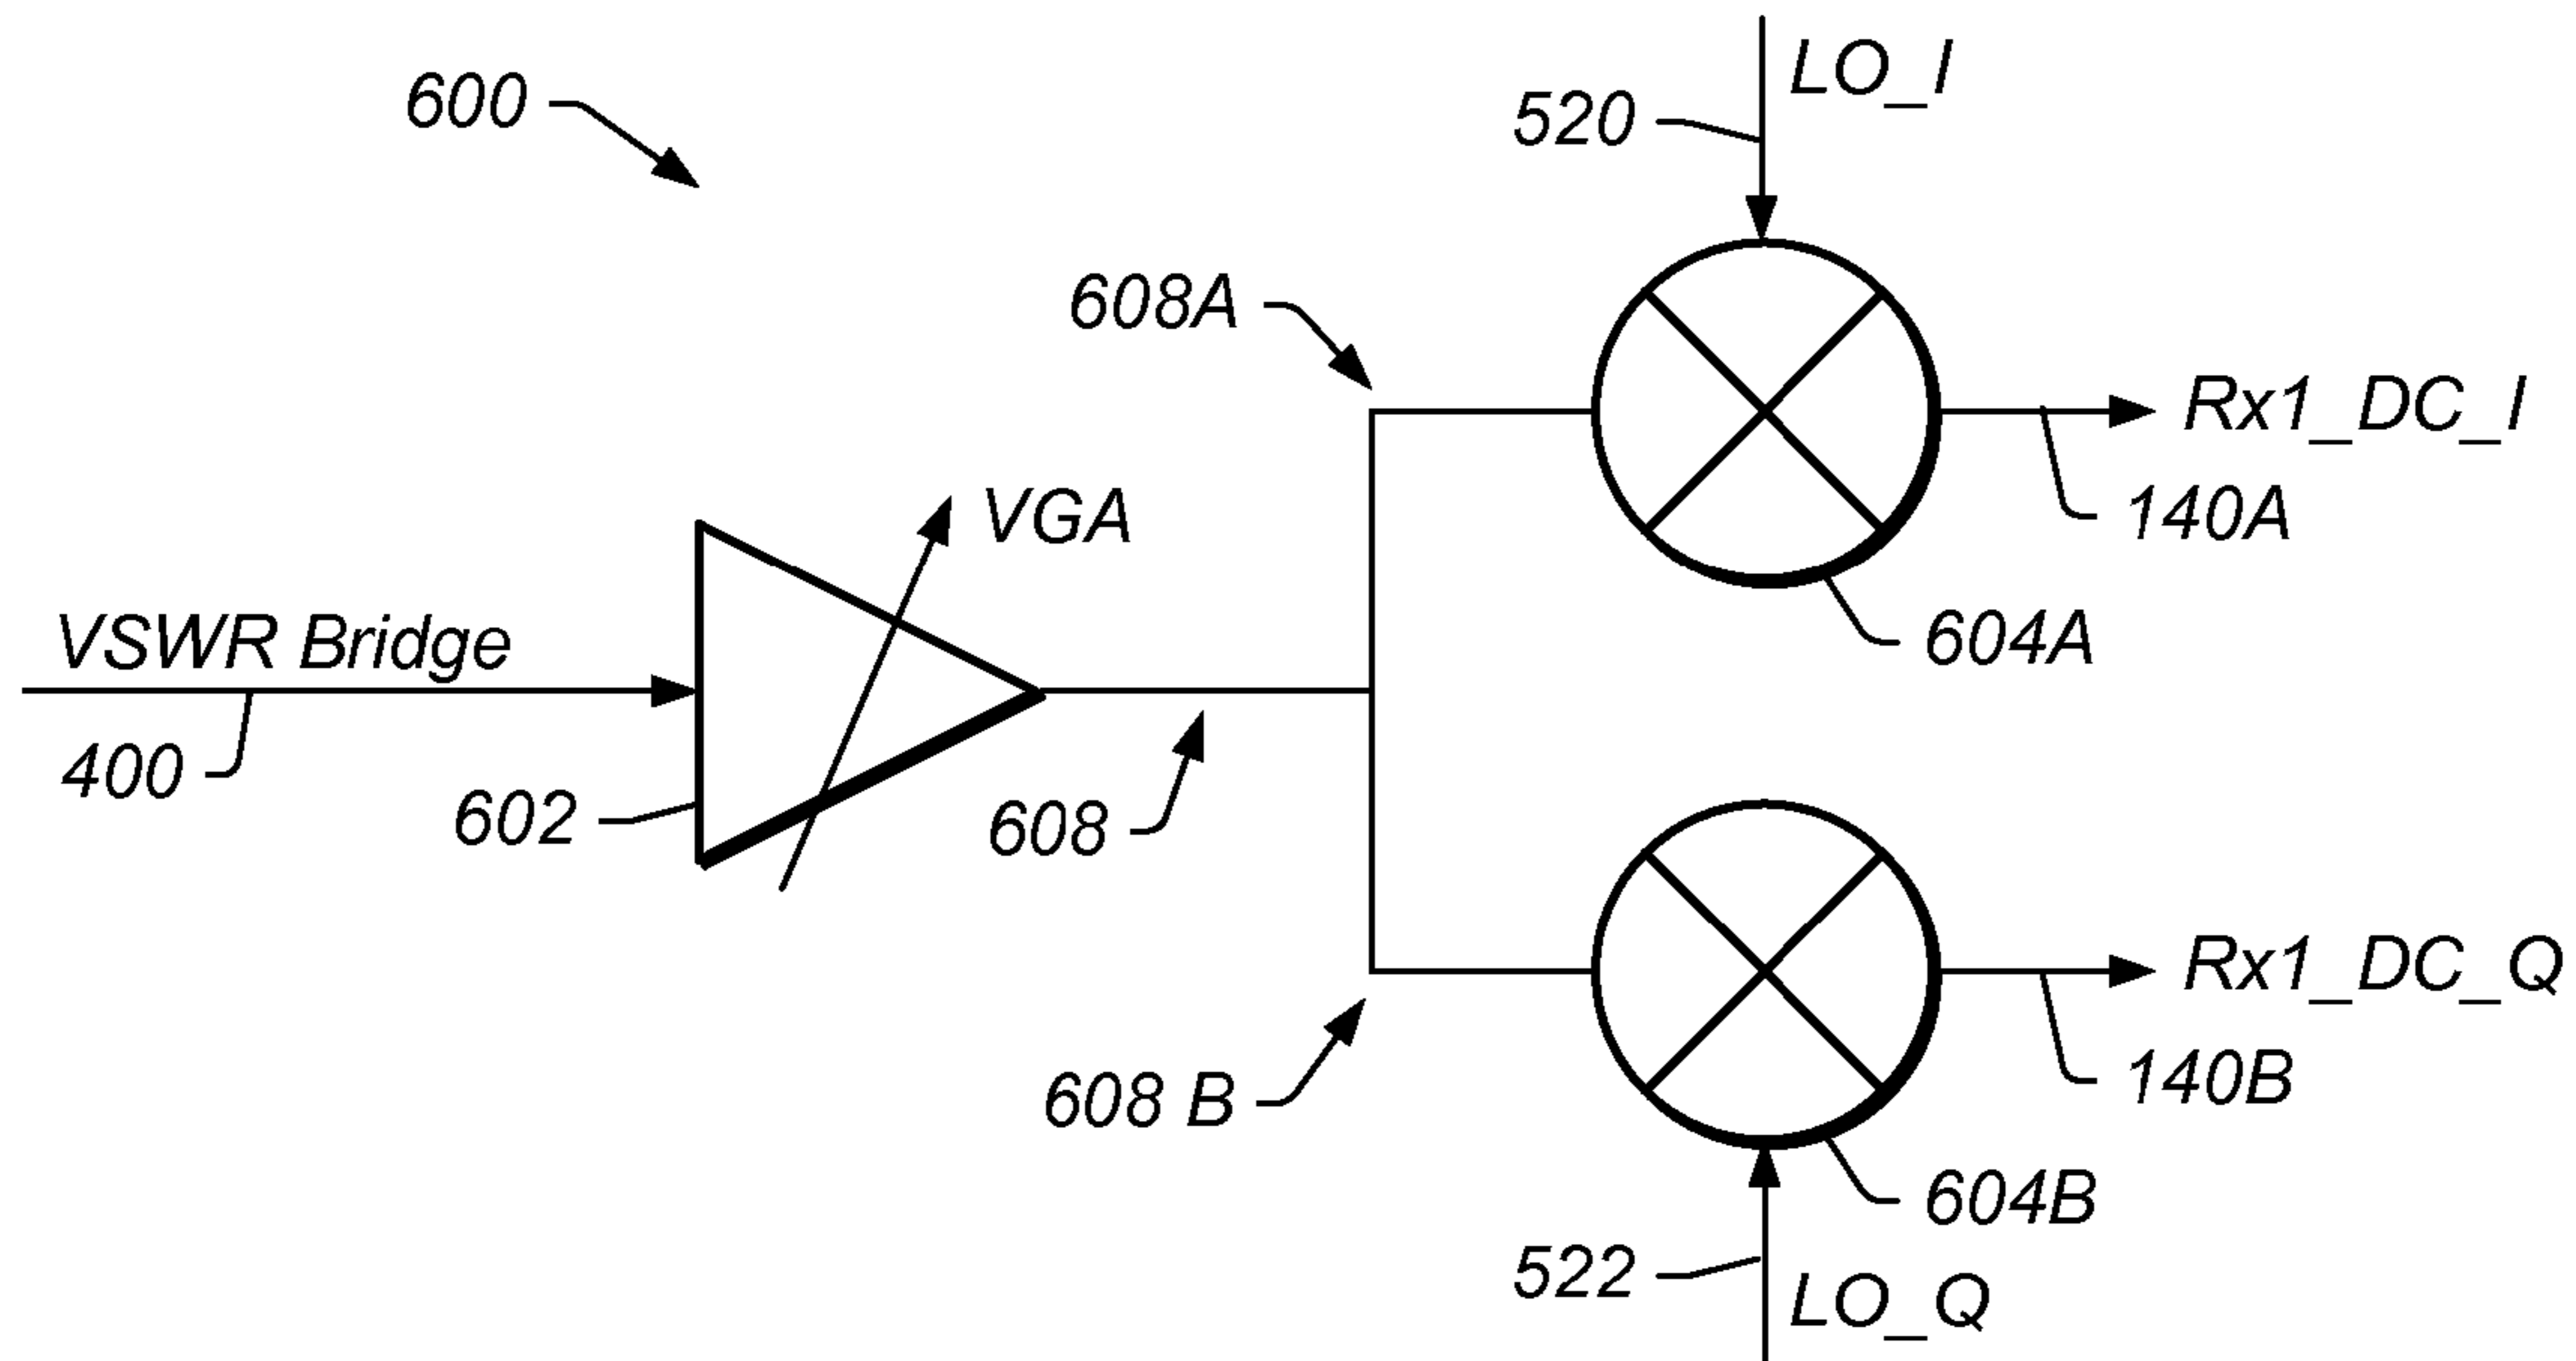 LO_I
600
520
608A
Rx1_DC_I
VGA
140A
VSWR Bridge
604A
400
602
608
Rx1_DC_Q
608 B
140B
604B
522
LO_Q